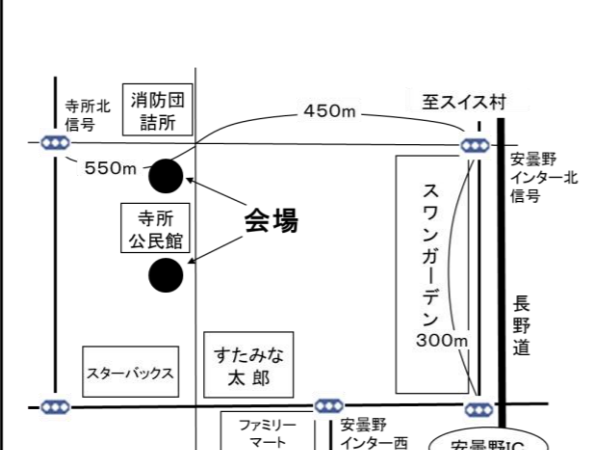 寺所北
信号
消防団
詰所
450m
至スイス村
550m
安曇野
インター北
信号
寺所
公民館
会場
スワンガーデン
300m
長野道
スターバックス
すたみな
太郎
ファミリー
マート
安曇野
インター西
安曇野IC